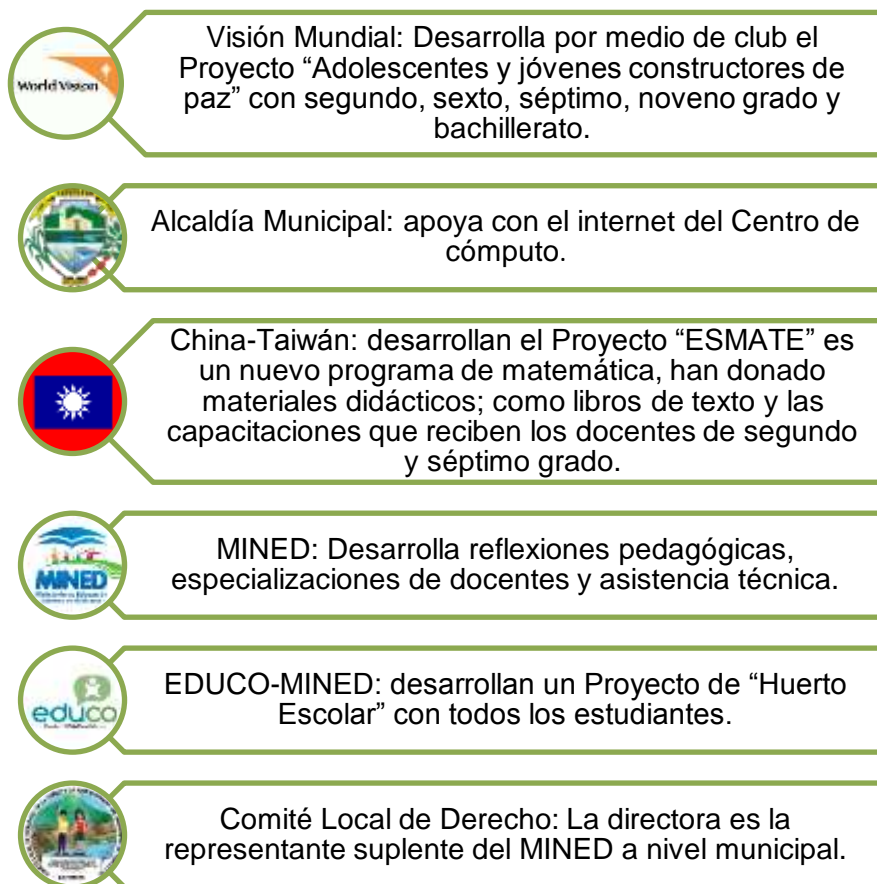 World Vision
Visión Mundial: Desarrolla por medio de club el
Proyecto “Adolescentes y jóvenes constructores de
paz” con segundo, sexto, séptimo, noveno grado y
bachillerato.
Alcaldía Municipal: apoya con el internet del Centro de
cómputo.
China-Taiwán: desarrollan el Proyecto “ESMATE” es
un nuevo programa de matemática, han donado
materiales didácticos; como libros de texto y las
capacitaciones que reciben los docentes de segundo
y séptimo grado.
MINED
MINED: Desarrolla reflexiones pedagógicas,
especializaciones de docentes y asistencia técnica.
educo
EDUCO-MINED: desarrollan un Proyecto de “Huerto
Escolar” con todos los estudiantes.
Comité Local de Derecho: La directora es la
representante suplente del MINED a nivel municipal.